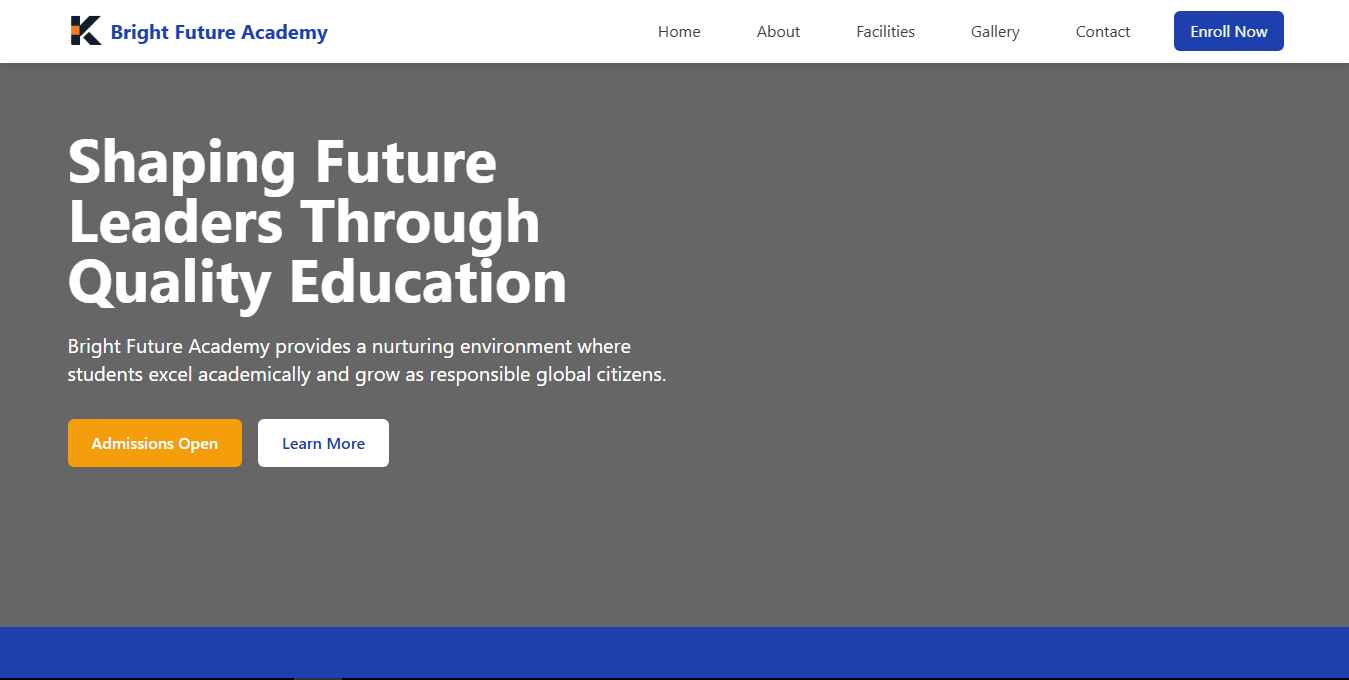 Bright Future Academy
Home
About
Facilities
Gallery
Contact
Enroll Now
Shaping Future
Leaders Through
Quality Education
Bright Future Academy provides a nurturing environment where
students excel academically and grow as responsible global citizens.
Admissions Open
Learn More